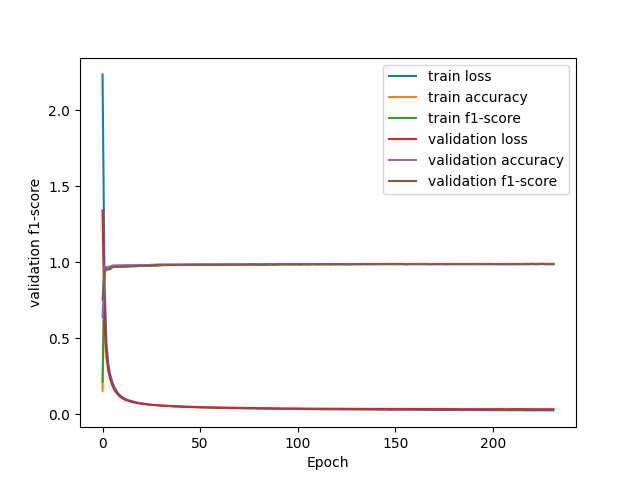 train loss
train accuracy
train f1-score
validation loss
validation accuracy
validation f1-score
validation f1-score
2.0
1.5
1.0
0.5
0.0
0 50 100 150 200
Epoch